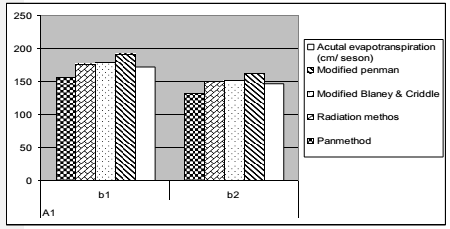 250
200
150
100
50
0
b1
b2
A1
Acutal evapotranspiration
(cm/ seson)
Modified penman
Modified Blaney & Criddle
Radiation methos
Panmethod